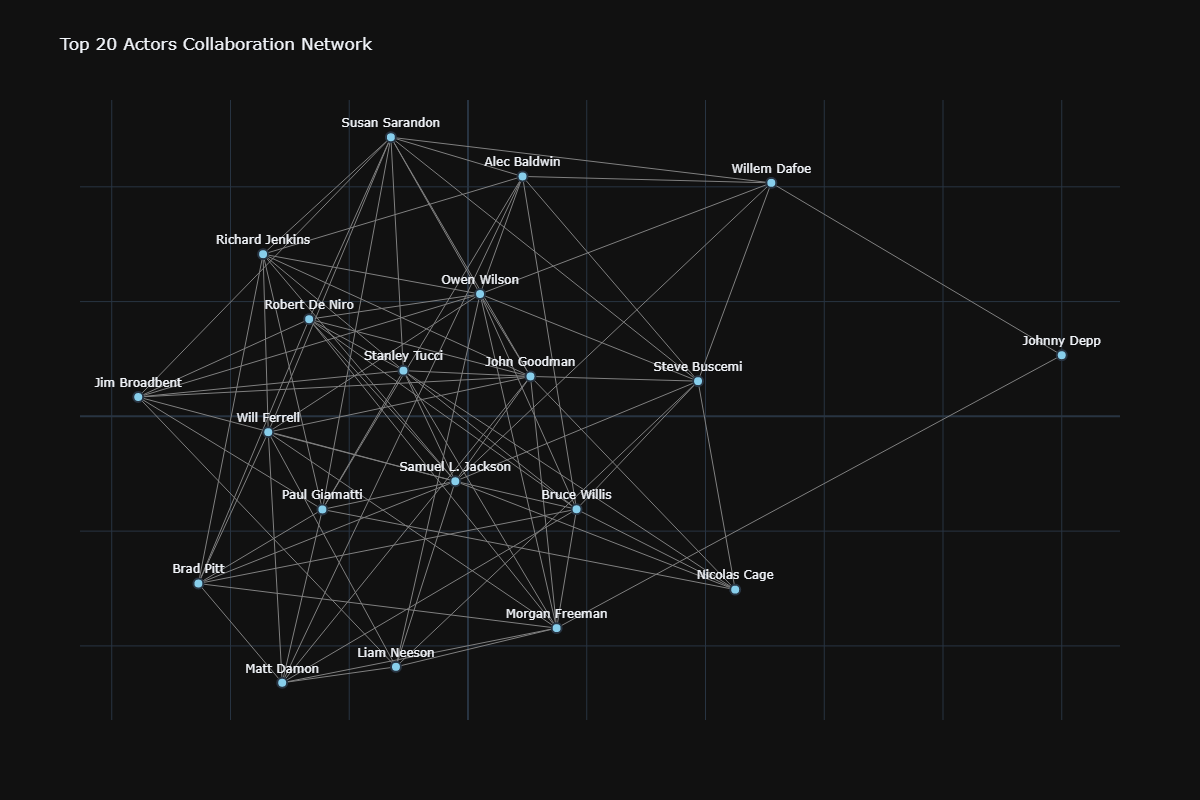 Top 20 Actors Collaboration Network
Susan Sarandon
Alec Baldwin
Willem Dafoe
Richard Jenkins
Owen Wilson
Robert De Niro
Johnny Depp
Stanley Tucci
John Goodman
Steve Buscemi
Jim Broadbent
Will Ferrell
Samuel L. Jackson
Paul Giamatti
Bruce Willis
Brad Pitt
Nicolas Cage
Morgan Freeman
Liam Neeson
Matt Damon